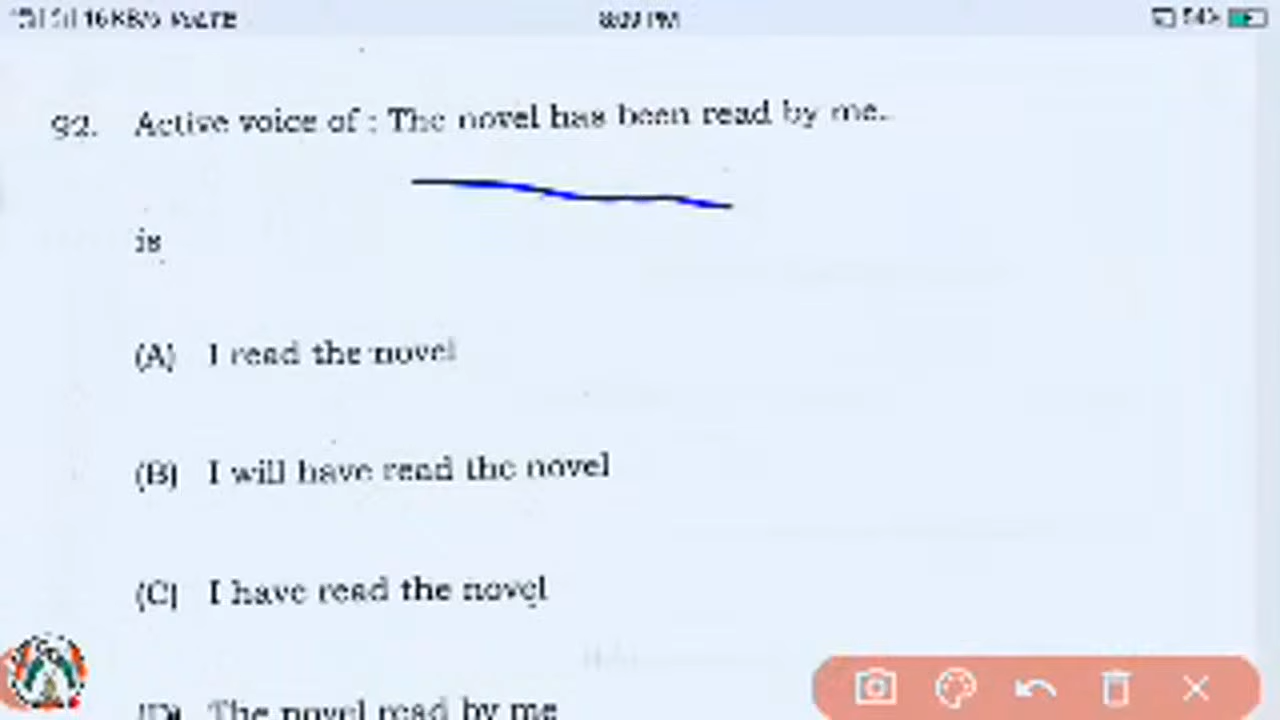 92. Active voice of : The novel has been read by me.
is
(A) I read the novel
(B) I will have read the novel
(C) I have read the novel
(D) The novel read by me